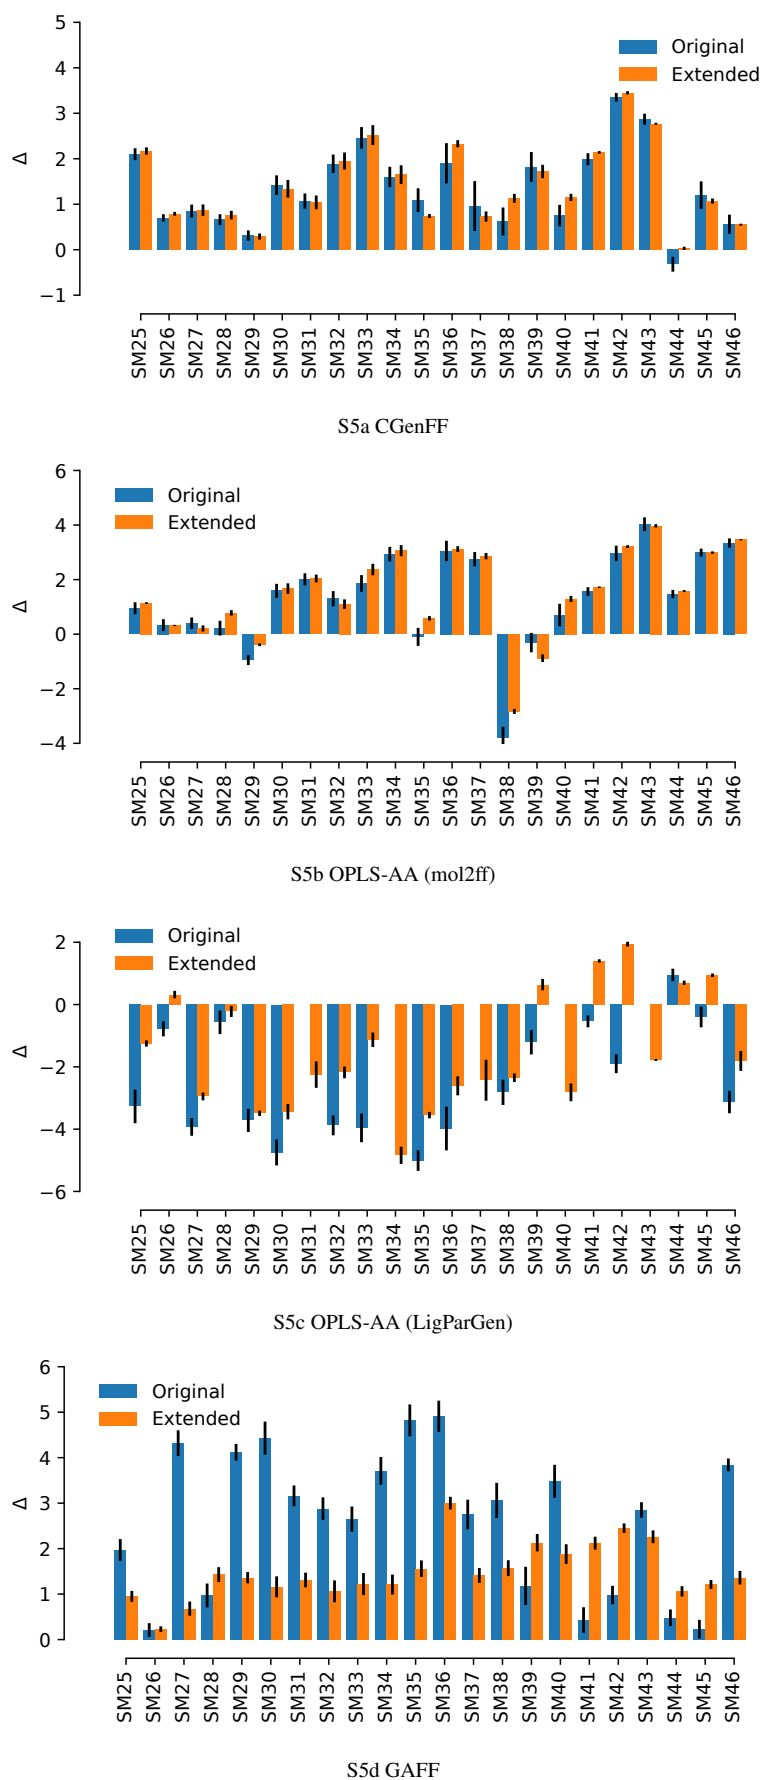 5
4
3
2
1
0
−1
Δ
Original
Extended
SM25 SM26 SM27 SM28 SM29 SM30 SM31 SM32 SM33 SM34 SM35 SM36 SM37 SM38 SM39 SM40 SM41 SM42 SM43 SM44 SM45 SM46
S5a CGenFF
6
4
2
0
−2
−4
Δ
Original
Extended
SM25 SM26 SM27 SM28 SM29 SM30 SM31 SM32 SM33 SM34 SM35 SM36 SM37 SM38 SM39 SM40 SM41 SM42 SM43 SM44 SM45 SM46
S5b OPLS-AA (mol2ff)
2
0
−2
−4
−6
Δ
Original
Extended
SM25 SM26 SM27 SM28 SM29 SM30 SM31 SM32 SM33 SM34 SM35 SM36 SM37 SM38 SM39 SM40 SM41 SM42 SM43 SM44 SM45 SM46
S5c OPLS-AA (LigParGen)
6
5
4
3
2
1
0
Δ
Original
Extended
SM25 SM26 SM27 SM28 SM29 SM30 SM31 SM32 SM33 SM34 SM35 SM36 SM37 SM38 SM39 SM40 SM41 SM42 SM43 SM44 SM45 SM46
S5d GAFF